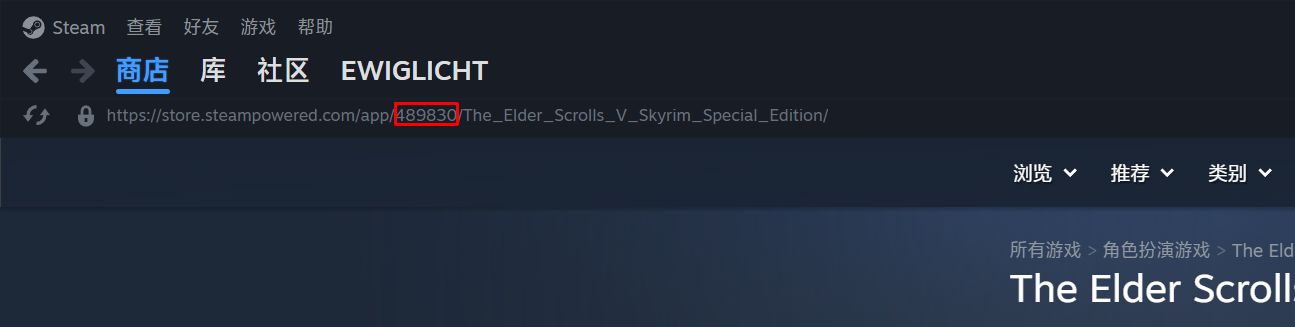 Steam 查看 好友 游戏 帮助
商店 库 社区 EWIGLICHT
https://store.steampowered.com/app/489830/The_Elder_Scrolls_V_Skyrim_Special_Edition/
浏览 推荐 类别
所有游戏 > 角色扮演游戏 > The Eld
The Elder Scrolls